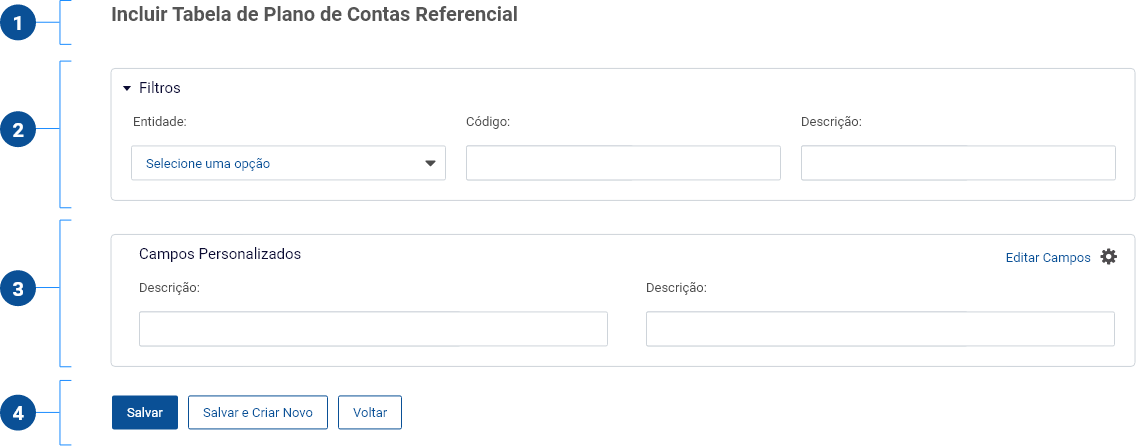 1
Incluir Tabela de Plano de Contas Referencial
2
Filtros
Entidade: Código: Descrição:
Selecione uma opção
3
Campos Personalizados Editar Campos
Descrição: Descrição:
4
Salvar Salvar e Criar Novo Voltar